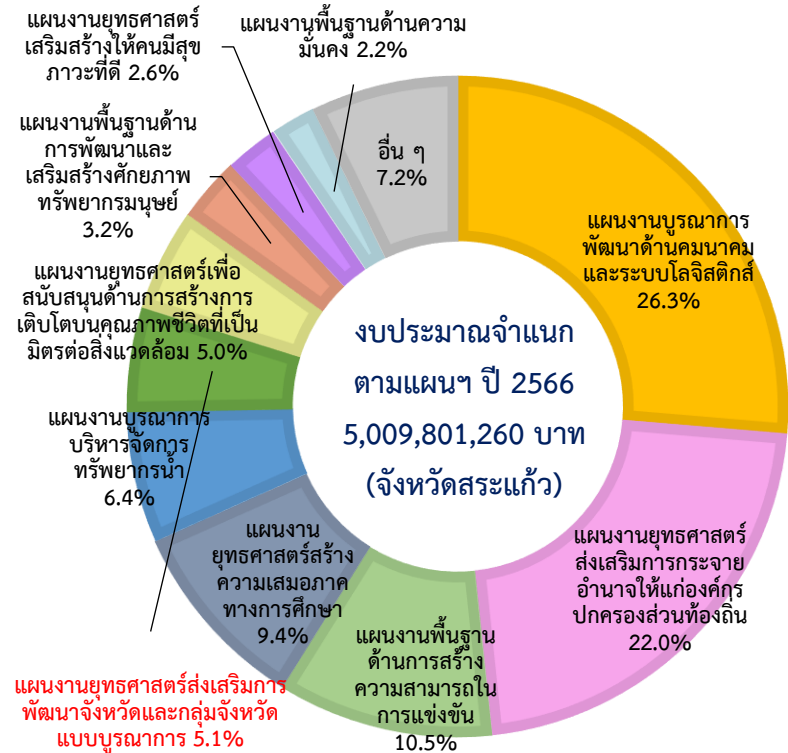 แผนงานยุทธศาสตร์
เสริมสร้างให้คนมีสุข
ภาวะที่ดี 2.6%
แผนงานพื้นฐานด้านความ
มั่นคง 2.2%
อื่น ๆ
7.2%
แผนงานพื้นฐานด้าน
การพัฒนาและ
เสริมสร้างศักยภาพ
ทรัพยากรมนุษย์
3.2%
แผนงานบูรณาการ
พัฒนาด้านคมนาคม
และระบบโลจิสติกส์
26.3%
แผนงานยุทธศาสตร์เพื่อ
สนับสนุนด้านการสร้างการ
เติบโตบนคุณภาพชีวิตที่เป็น
มิตรต่อสิ่งแวดล้อม 5.0%
งบประมาณจำแนก
ตามแผนฯ ปี 2566
5,009,801,260 บาท
(จังหวัดสระแก้ว)
แผนงานบูรณาการ
บริหารจัดการ
ทรัพยากรน้ำ
6.4%
แผนงาน
ยุทธศาสตร์สร้าง
ความเสมอภาค
ทางการศึกษา
9.4%
แผนงานยุทธศาสตร์
ส่งเสริมการกระจาย
อำนาจให้แก่องค์กร
ปกครองส่วนท้องถิ่น
22.0%
แผนงานพื้นฐาน
ด้านการสร้าง
ความสามารถใน
การแข่งขัน
10.5%
แผนงานยุทธศาสตร์ส่งเสริมการ
พัฒนาจังหวัดและกลุ่มจังหวัด
แบบบูรณาการ 5.1%